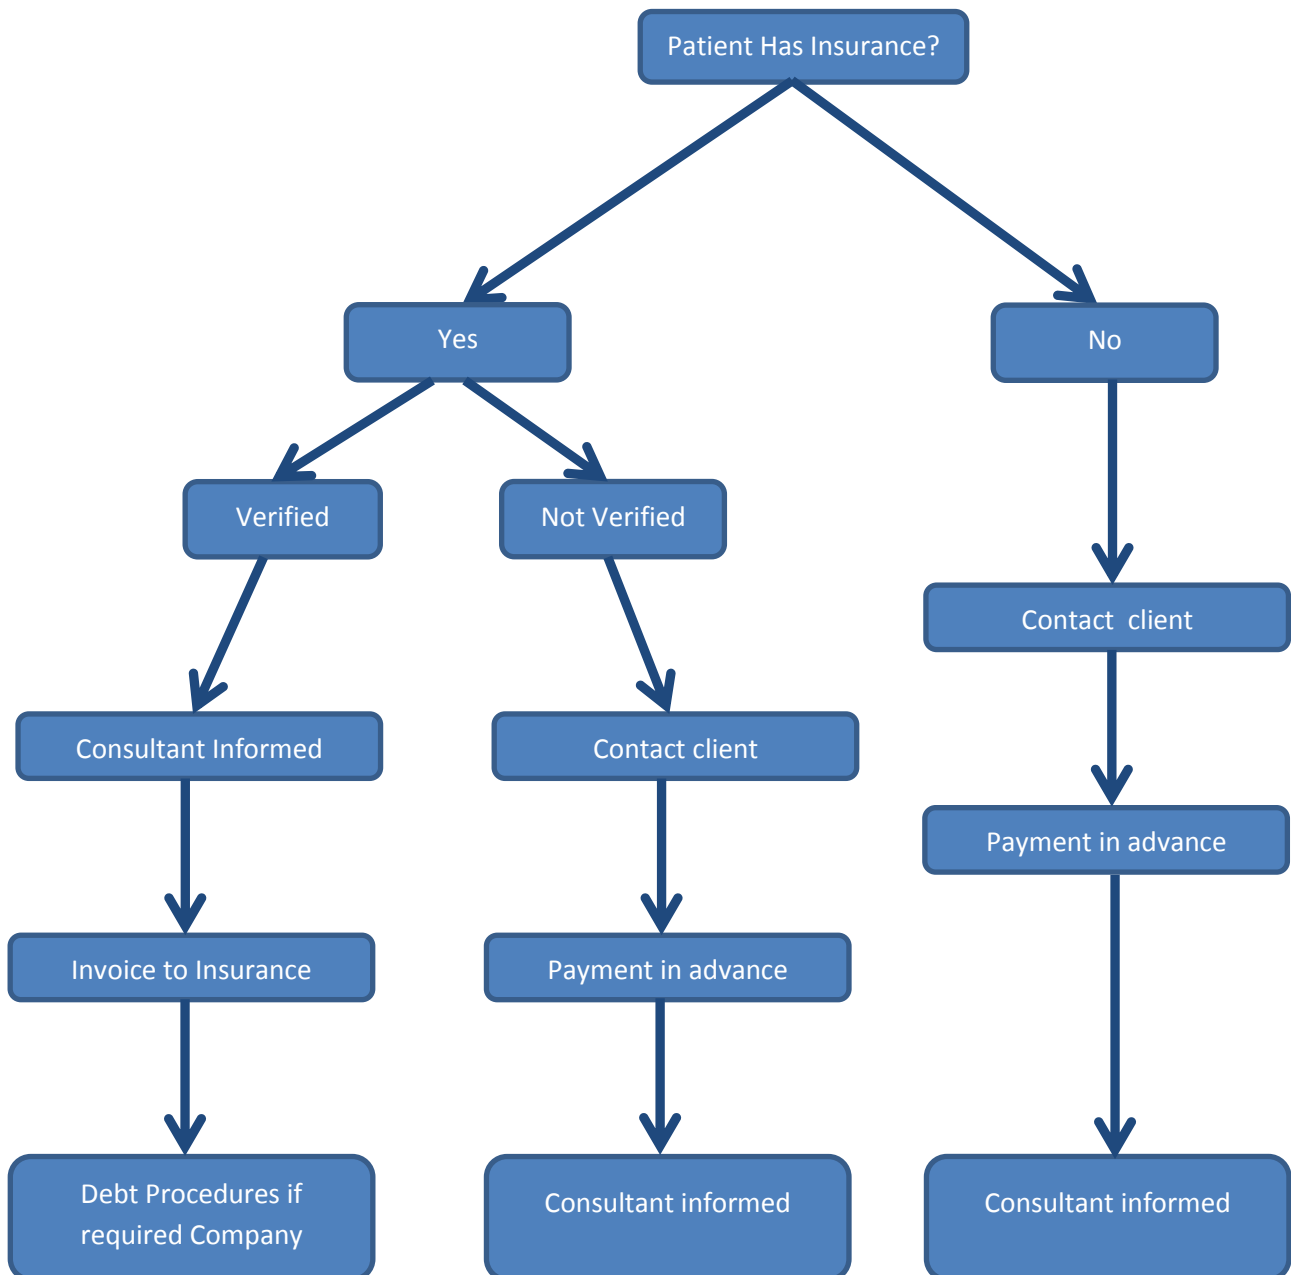 Patient Has Insurance?
Yes
No
Verified
Not Verified
Contact  client
Consultant Informed
Contact client
Payment in advance
Invoice to Insurance
Payment in advance
Debt Procedures if
required Company
Consultant informed
Consultant informed